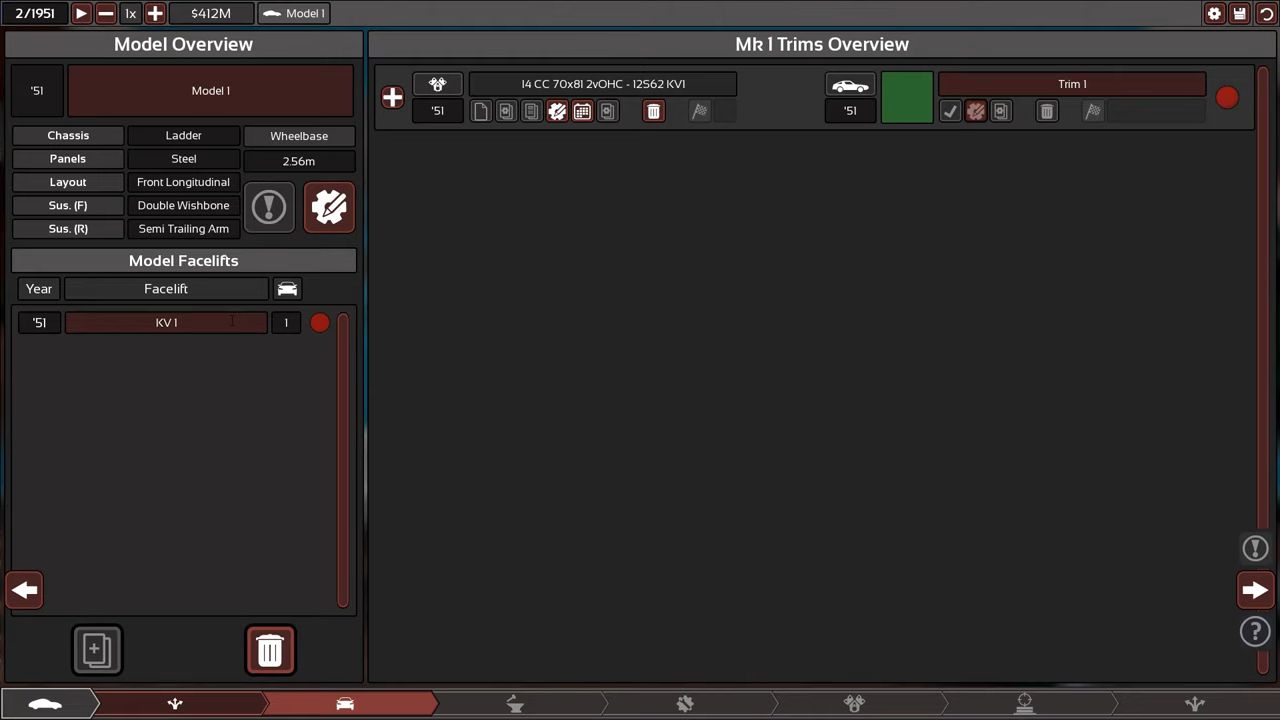 2/1951
1x
$412M
Model 1
Model Overview
'51
Model 1
Chassis
Ladder
Wheelbase
Panels
Steel
2.56m
Layout
Front Longitudinal
Sus. (F)
Double Wishbone
Sus. (R)
Semi Trailing Arm
Model Facelifts
Year
Facelift
'51
KV 1
1
Mk 1 Trims Overview
I4 CC 70x81 2vOHC - 12562 KV1
'51
Trim 1
'51